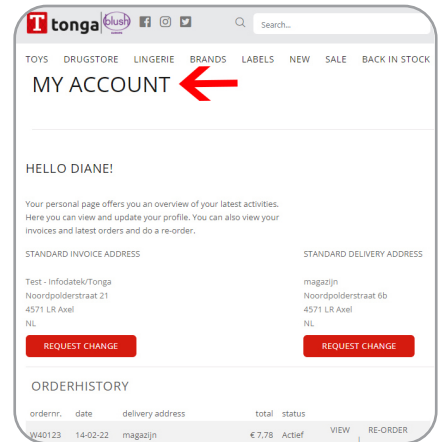 T tonga blush Search...
TOYS DRUGSTORE LINGERIE BRANDS LABELS NEW SALE BACK IN STOCK
MY ACCOUNT
HELLO DIANE!
Your personal page offers you an overview of your latest activities.
Here you can view and update your profile. You can also view your
invoices and latest orders and do a re-order.
STANDARD INVOICE ADDRESS STANDARD DELIVERY ADDRESS
Test - Infodatek/Tonga magazijn
Noordpolderstraat 21 Noordpolderstraat 6b
4571 LR Axel 4571 LR Axel
NL NL
REQUEST CHANGE REQUEST CHANGE
ORDERHISTORY
ordernr. date delivery address total status
W40123 14-02-22 magazijn € 7,78 Actief VIEW RE-ORDER